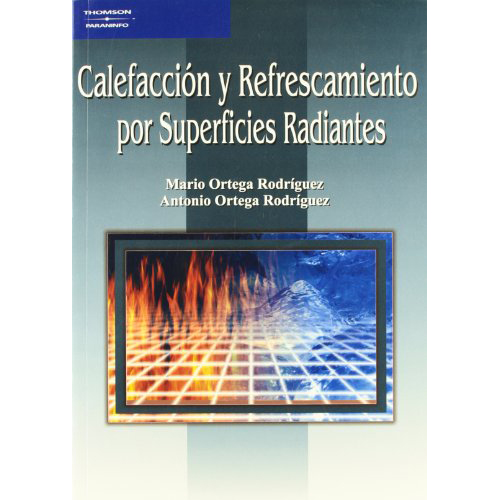 THOMSON
PARANINFO
Calefacción y Refrescamiento
por Superficies Radiantes
Mario Ortega Rodríguez
Antonio Ortega Rodríguez